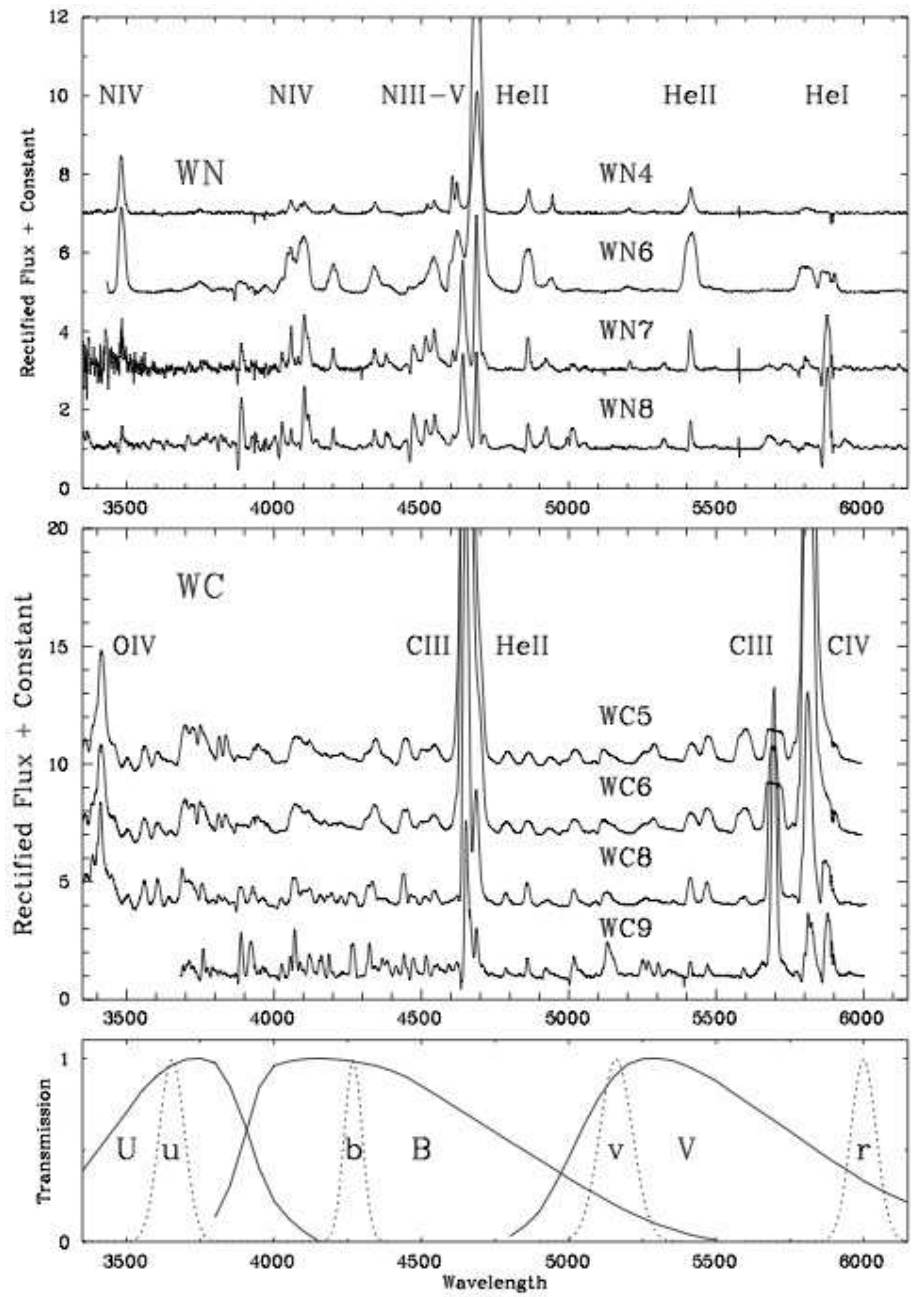 12
10
8
6
4
2
0
Rectified Flux + Constant
NIV NIV NIII-V HeII HeII HeI
WN
WN4
WN6
WN7
WN8
3500 4000 4500 5000 5500 6000
20
15
10
5
0
Rectified Flux + Constant
WC
OIV CIII HeII CIII CIV
WC5
WC6
WC8
WC9
3500 4000 4500 5000 5500 6000
1
0
Transmission
U u b B v V r
3500 4000 4500 5000 5500 6000
Wavelength